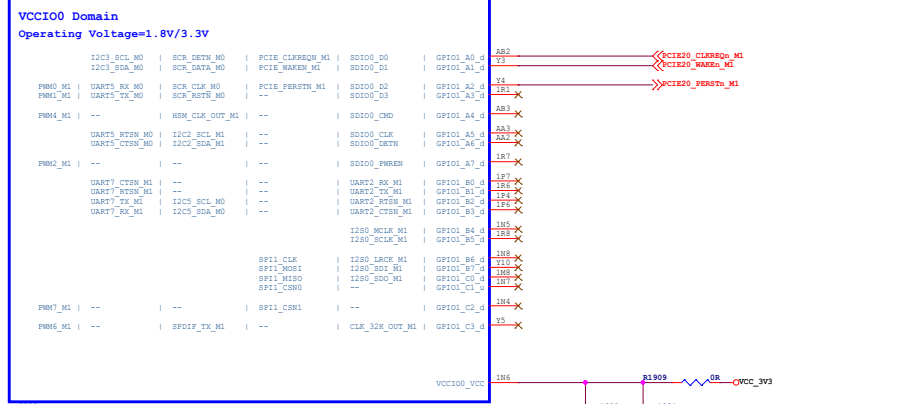 VCCIO0 Domain
Operating Voltage=1.8V/3.3V
I2C3_SCL_M0 | SCR_DETN_M0 | PCIE_CLKREQN_M1 | SDIO0_D0 | GPIO1_A0_d AB2 PCIE20_CLKREQn_M1
I2C3_SDA_M0 | SCR_DATA_M0 | PCIE_WAKEN_M1 | SDIO0_D1 | GPIO1_A1_d Y3 PCIE20_WAKEn_M1
PWM0_M1 | UART5_RX_M0 | SCR_CLK_M0 | PCIE_PERSTN_M1 | SDIO0_D2 | GPIO1_A2_d Y4 PCIE20_PERSTn_M1
PWM1_M1 | UART5_TX_M0 | SCR_RSTN_M0 | -- | SDIO0_D3 | GPIO1_A3_d 1R1
PWM4_M1 | -- | HSM_CLK_OUT_M1 | -- | SDIO0_CMD | GPIO1_A4_d AB3
UART5_RTSN_M0 | I2C2_SCL_M1 | -- | SDIO0_CLK | GPIO1_A5_d AA3
UART5_CTSN_M0 | I2C2_SDA_M1 | -- | SDIO0_DETN | GPIO1_A6_d AA2
PWM2_M1 | -- | -- | -- | SDIO0_PWREN | GPIO1_A7_d 1R7
UART7_CTSN_M1 | -- | -- | UART2_RX_M1 | GPIO1_B0_d 1P7
UART7_RTSN_M1 | -- | -- | UART2_TX_M1 | GPIO1_B1_d 1R6
UART7_TX_M1 | I2C5_SCL_M0 | -- | UART2_RTSN_M1 | GPIO1_B2_d 1P4
UART7_RX_M1 | I2C5_SDA_M0 | -- | UART2_CTSN_M1 | GPIO1_B3_d 1P6
I2S0_MCLK_M1 | GPIO1_B4_d 1N5
I2S0_SCLK_M1 | GPIO1_B5_d 1R8
SPI1_CLK | I2S0_LRCK_M1 | GPIO1_B6_d 1N8
SPI1_MOSI | I2S0_SDI_M1 | GPIO1_B7_d Y10
SPI1_MISO | I2S0_SDO_M1 | GPIO1_C0_d 1M8
SPI1_CSN0 | -- | GPIO1_C1_u 1N7
PWM7_M1 | -- | -- | SPI1_CSN1 | -- | GPIO1_C2_d 1N4
PWM6_M1 | -- | SPDIF_TX_M1 | -- | CLK_32K_OUT_M1 | GPIO1_C3_d Y5
VCCIO0_VCC 1N6 R1909 0R VCC_3V3